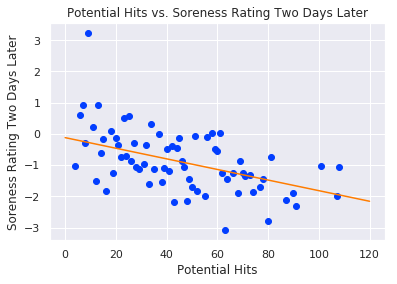 Potential Hits vs. Soreness Rating Two Days Later
Soreness Rating Two Days Later
3
2
1
0
−1
−2
−3
0 20 40 60 80 100 120
Potential Hits